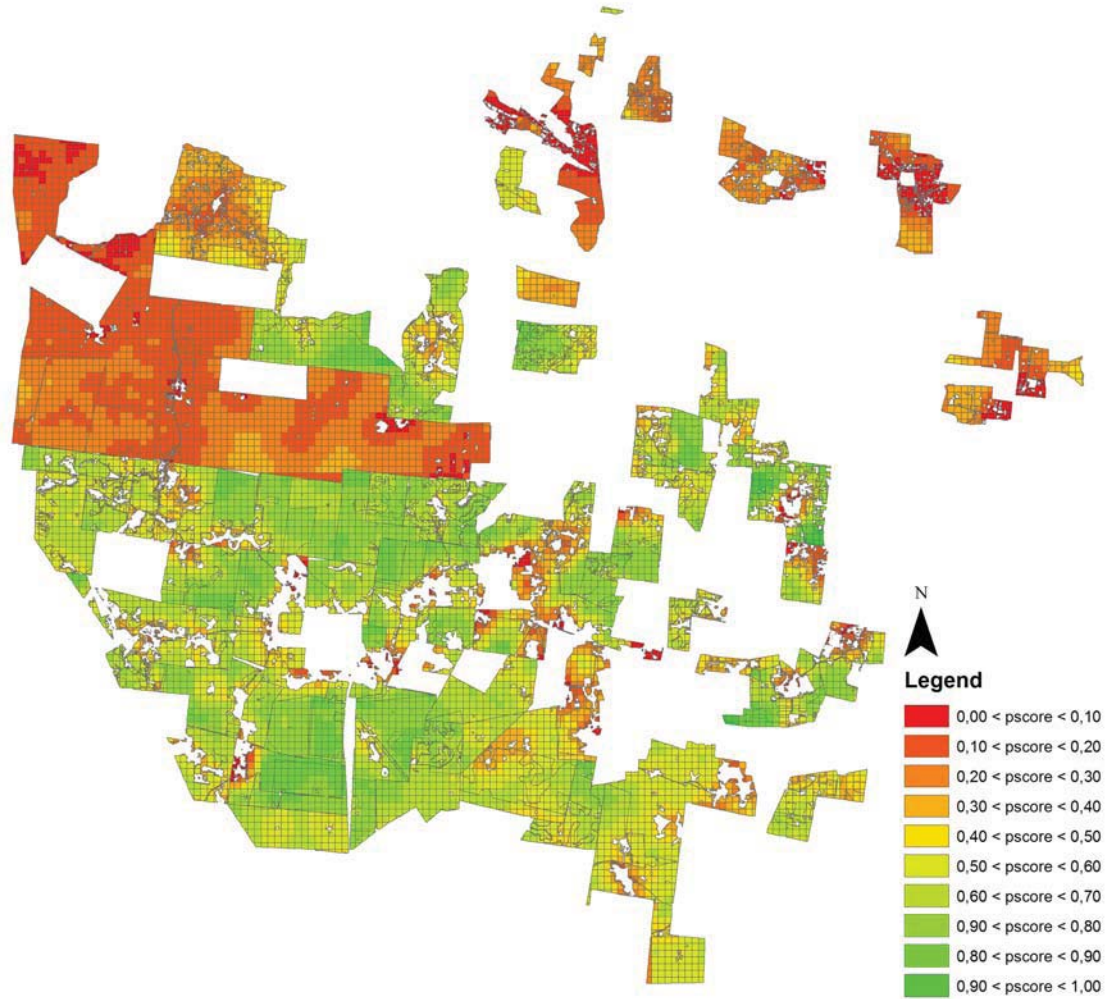 N
Legend
0,00 < pscore < 0,10
0,10 < pscore < 0,20
0,20 < pscore < 0,30
0,30 < pscore < 0,40
0,40 < pscore < 0,50
0,50 < pscore < 0,60
0,60 < pscore < 0,70
0,90 < pscore < 0,80
0,80 < pscore < 0,90
0,90 < pscore < 1,00